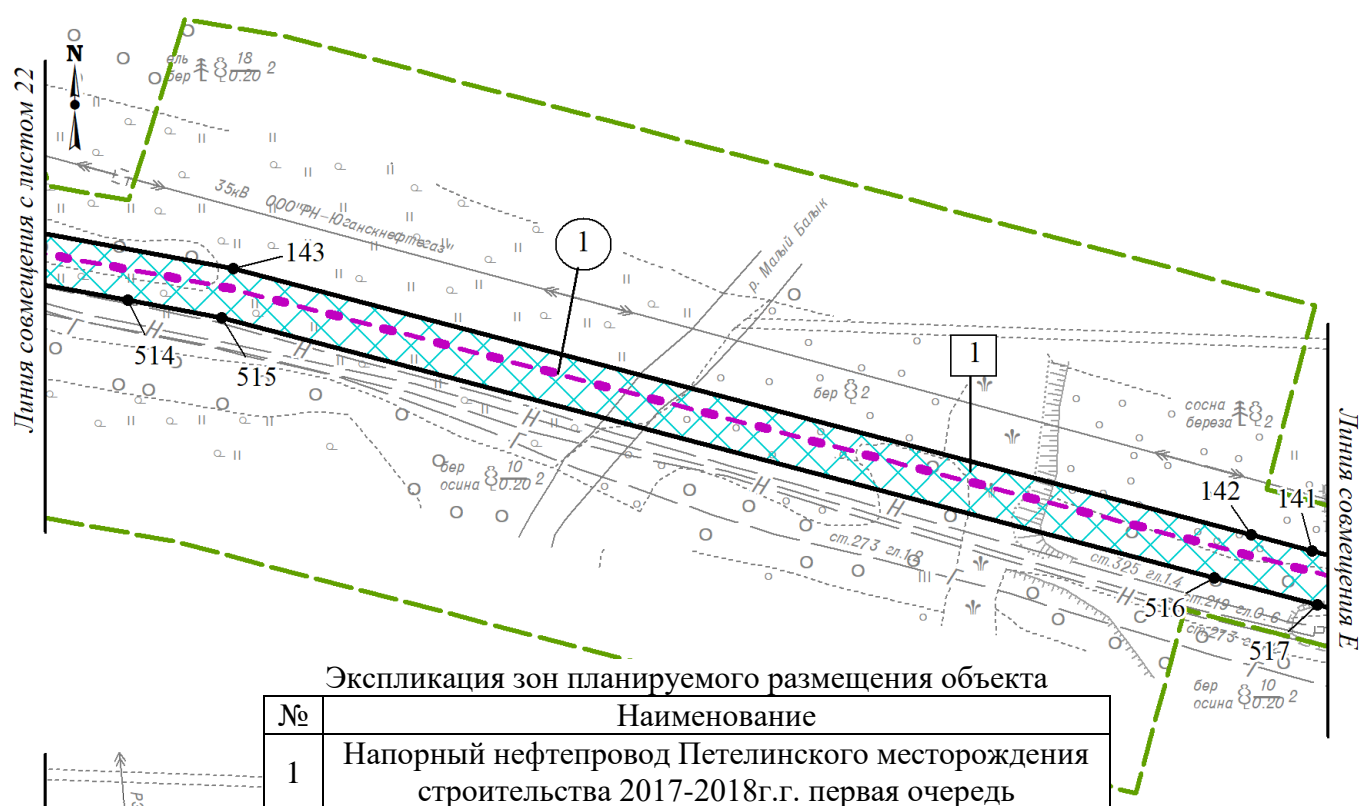 Линия совмещения с листом 22
N
ель
бер
18
0.20
2
35кВ ООО"РН-Юганскнефтегаз"
1
143
р. Малый Балык
514
515
1
бер 2
сосна
береза
2
бер
осина
10
0.20
2
142
141
Линия совмещения Е
ст.273 гл.1.8
ст.325 гл.1.4
ст.219 гл.0.6
ст.273
516
517
бер
осина
10
0.20
2
Экспликация зон планируемого размещения объекта
№ Наименование
1 Напорный нефтепровод Петелинского месторождения
строительства 2017-2018г.г. первая очередь